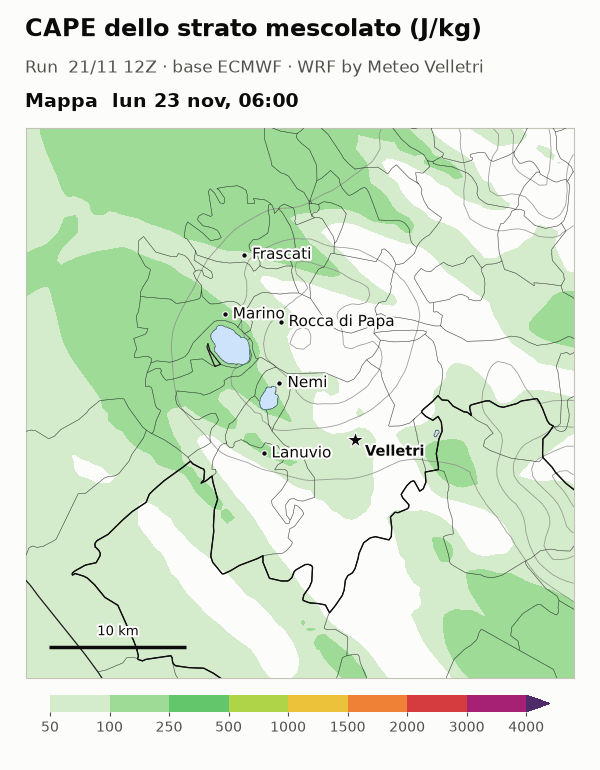 CAPE dello strato mescolato (J/kg)
Run  21/11 12Z · base ECMWF · WRF by Meteo Velletri
Mappa  lun 23 nov, 06:00
Frascati
Marino
Rocca di Papa
Nemi
Velletri
Lanuvio
10 km
50 100 250 500 1000 1500 2000 3000 4000